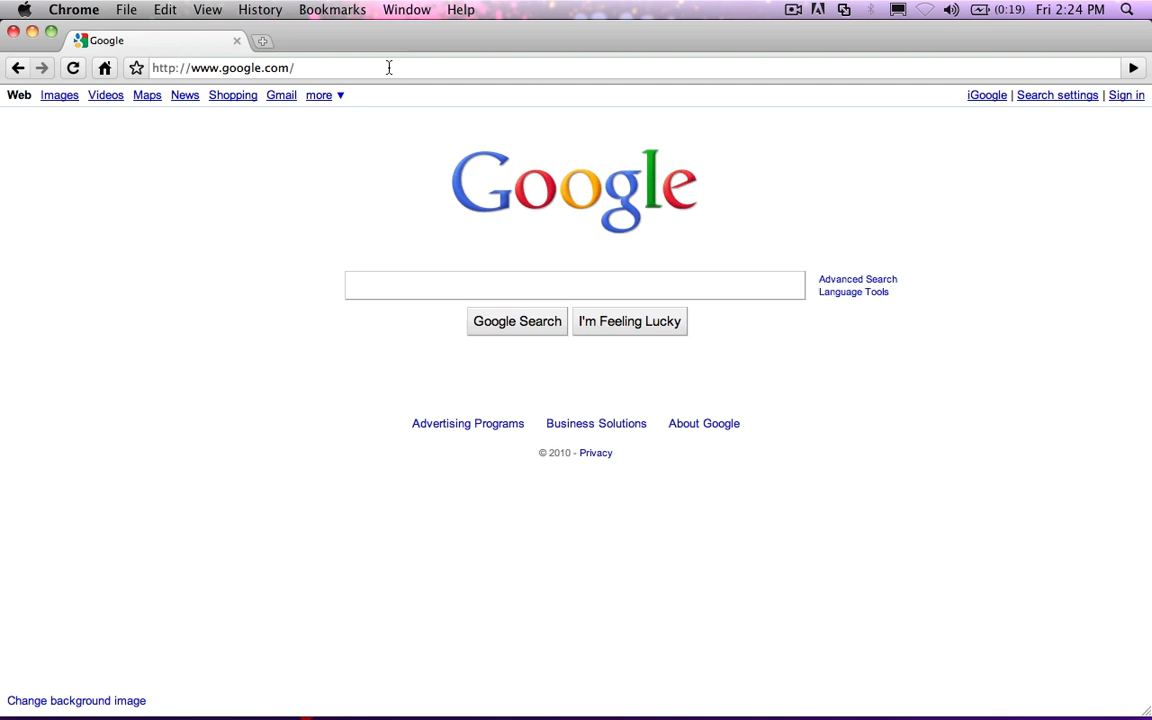 Chrome File Edit View History Bookmarks Window Help (0:19) Fri 2:24 PM
Google
http://www.google.com/
Web Images Videos Maps News Shopping Gmail more ▼ iGoogle | Search settings | Sign in
Google
Advanced Search
Language Tools
Google Search I'm Feeling Lucky
Advertising Programs Business Solutions About Google
© 2010 - Privacy
Change background image